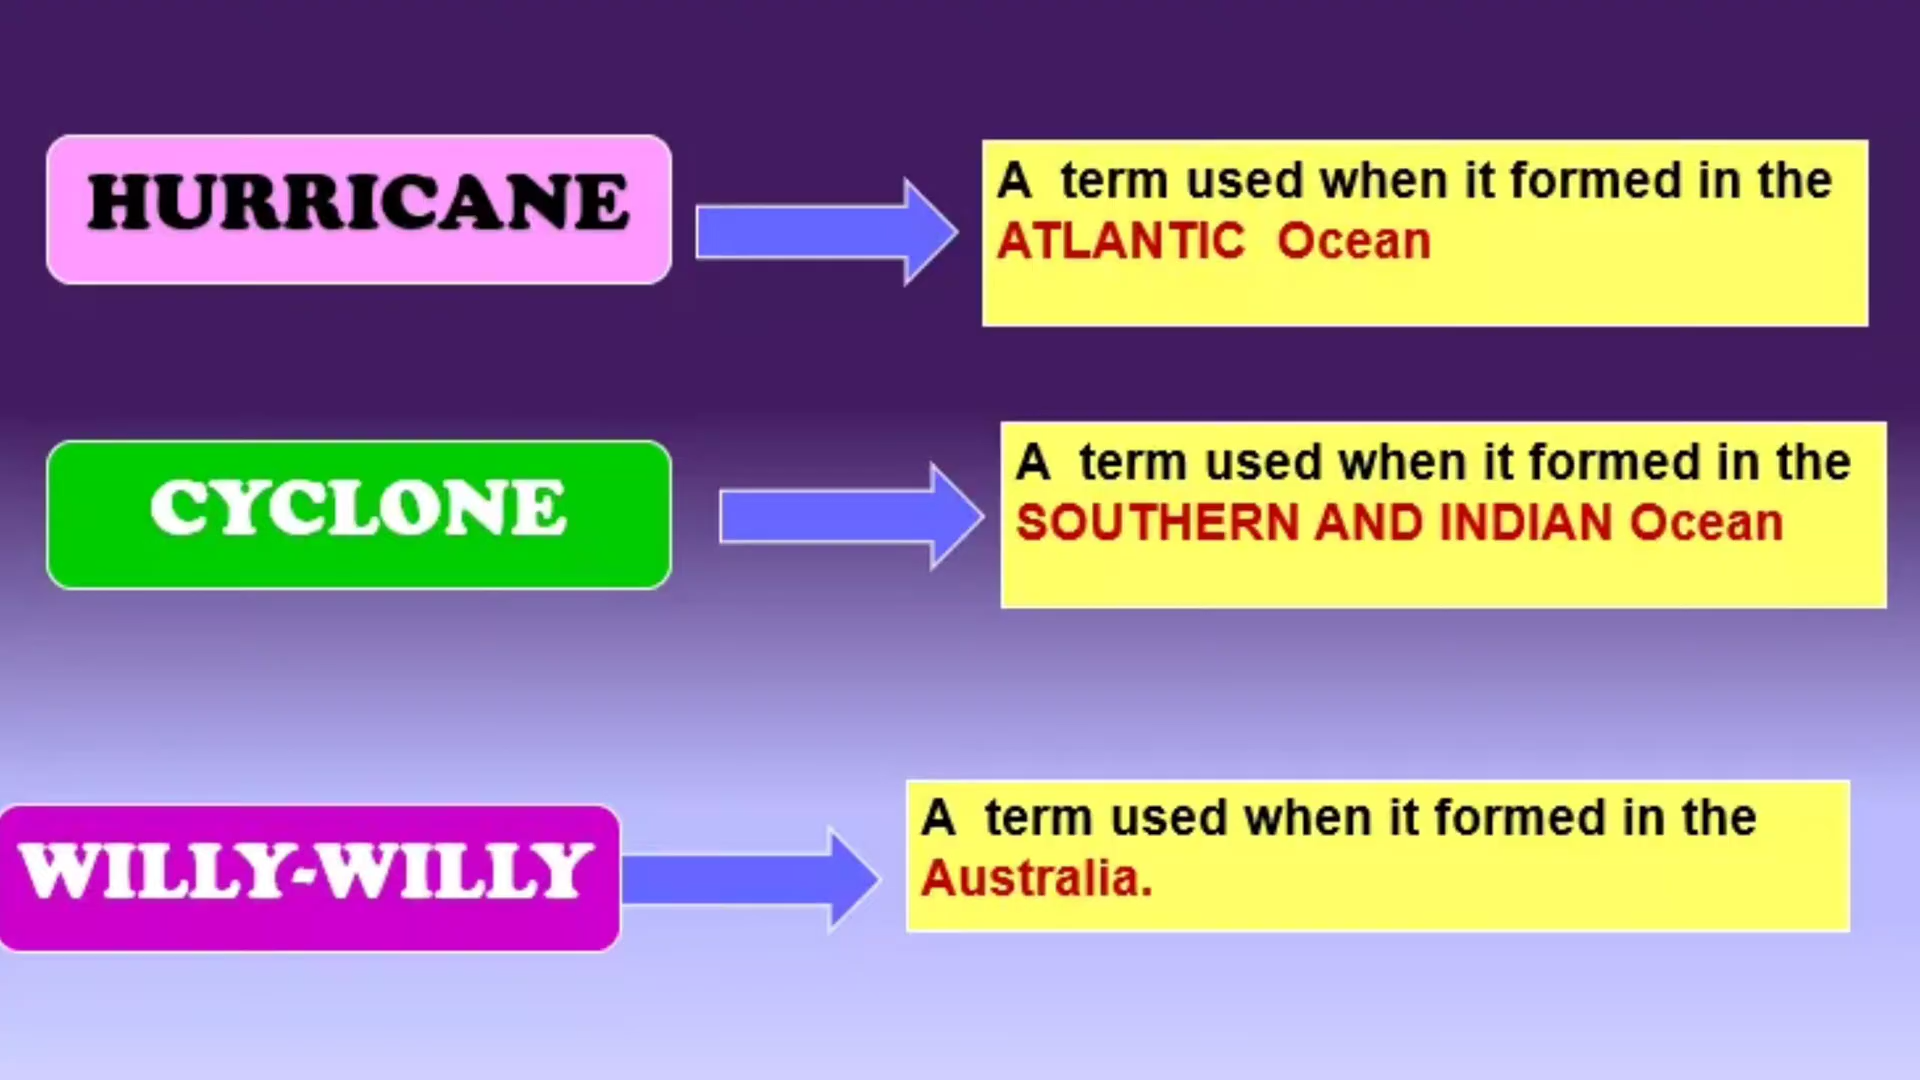 HURRICANE
A term used when it formed in the
ATLANTIC Ocean
CYCLONE
A term used when it formed in the
SOUTHERN AND INDIAN Ocean
WILLY-WILLY
A term used when it formed in the
Australia.